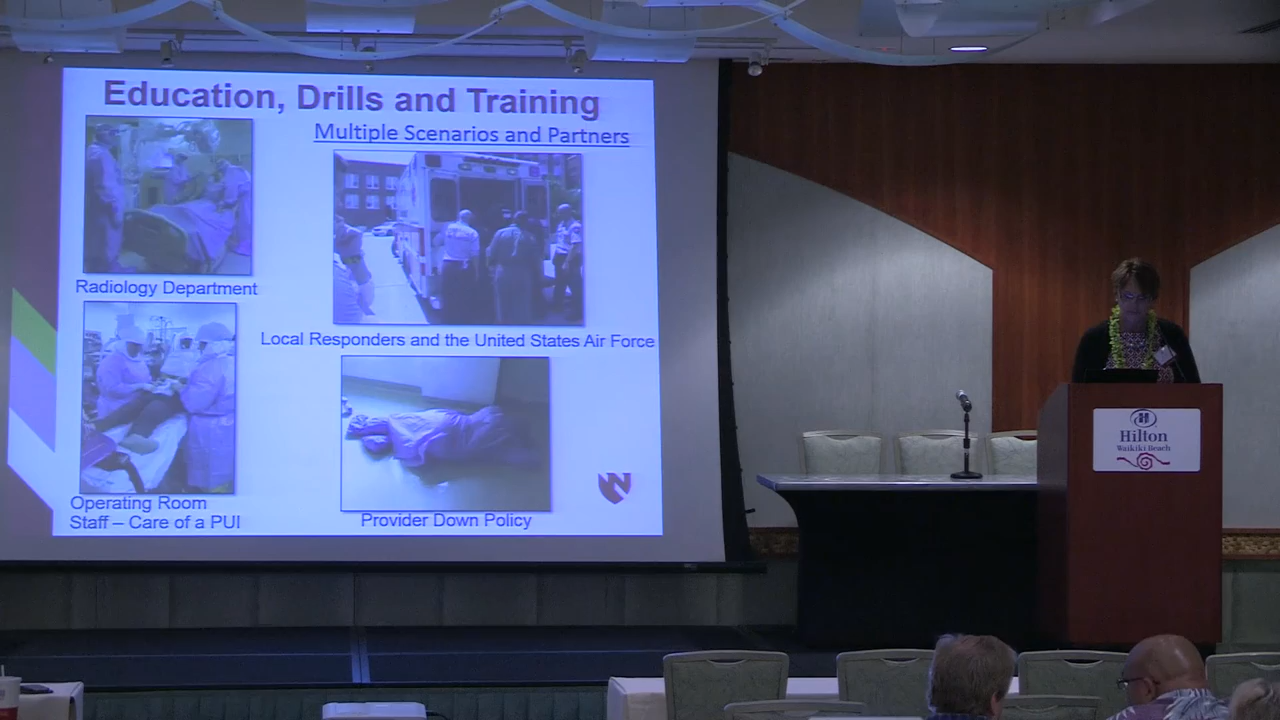 Education, Drills and Training
Multiple Scenarios and Partners
Radiology Department
Local Responders and the United States Air Force
Operating Room
Staff – Care of a PUI
Provider Down Policy
N
H
Hilton
Waikiki Beach